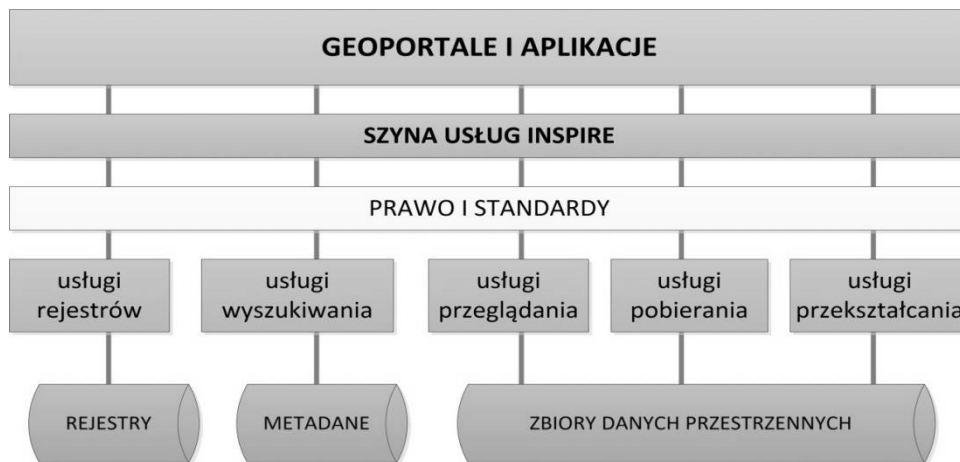 GEOPORTALE I APLIKACJE
SZYNA USŁUG INSPIRE
PRAWO I STANDARDY
usługi
rejestrów
usługi
wyszukiwania
usługi
przeglądania
usługi
pobierania
usługi
przekształcania
REJESTRY
METADANE
ZBIORY DANYCH PRZESTRZENNYCH